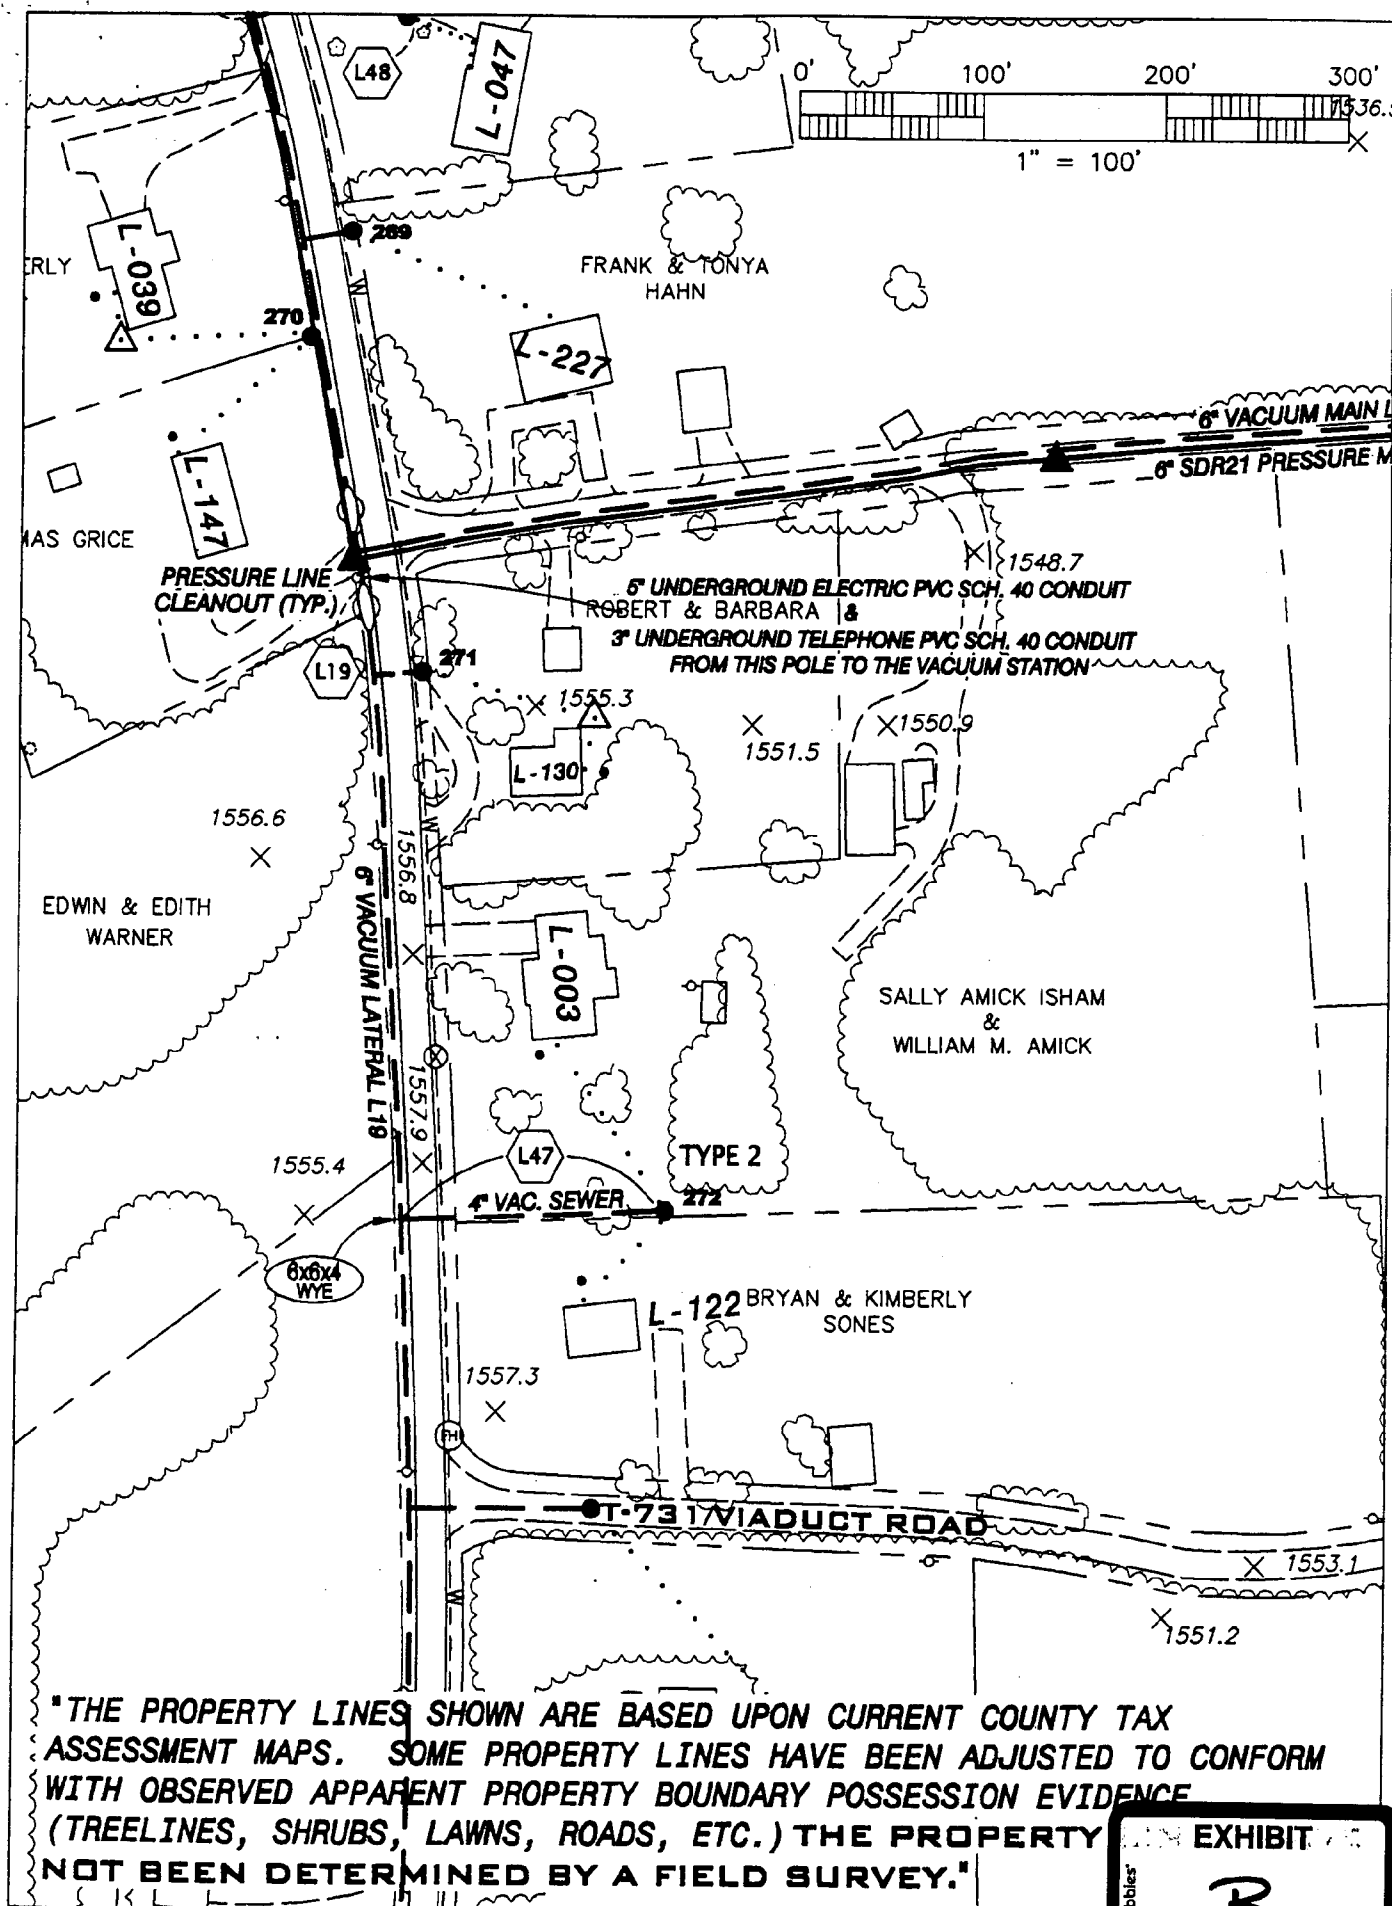 0' 100' 200' 300'
1536.5
1" = 100'
L48
L-047
269
L-039
ERLY
FRANK & TONYA
HAHN
270
W
L-227
6" VACUUM MAIN L
6" SDR21 PRESSURE M
L-147
MAS GRICE
1548.7
PRESSURE LINE
CLEANOUT (TYP.)
5" UNDERGROUND ELECTRIC PVC SCH. 40 CONDUIT
ROBERT & BARBARA &
3" UNDERGROUND TELEPHONE PVC SCH. 40 CONDUIT
FROM THIS POLE TO THE VACUUM STATION
L19
271
1555.3
1551.5
1550.9
L-130
1556.6
W
1556.8
6" VACUUM LATERAL L19
EDWIN & EDITH
WARNER
L-003
SALLY AMICK ISHAM
&
WILLIAM M. AMICK
1557.9
1555.4
L47
TYPE 2
4" VAC. SEWER
272
6x6x4
WYE
L-122
BRYAN & KIMBERLY
SONES
1557.3
FH
T-731/VIADUCT ROAD
1553.1
W
1551.2
"THE PROPERTY LINES SHOWN ARE BASED UPON CURRENT COUNTY TAX
ASSESSMENT MAPS. SOME PROPERTY LINES HAVE BEEN ADJUSTED TO CONFORM
WITH OBSERVED APPARENT PROPERTY BOUNDARY POSSESSION EVIDENCE
(TREELINES, SHRUBS, LAWNS, ROADS, ETC.) THE PROPERTY
NOT BEEN DETERMINED BY A FIELD SURVEY."
EXHIBIT
bbies'
B